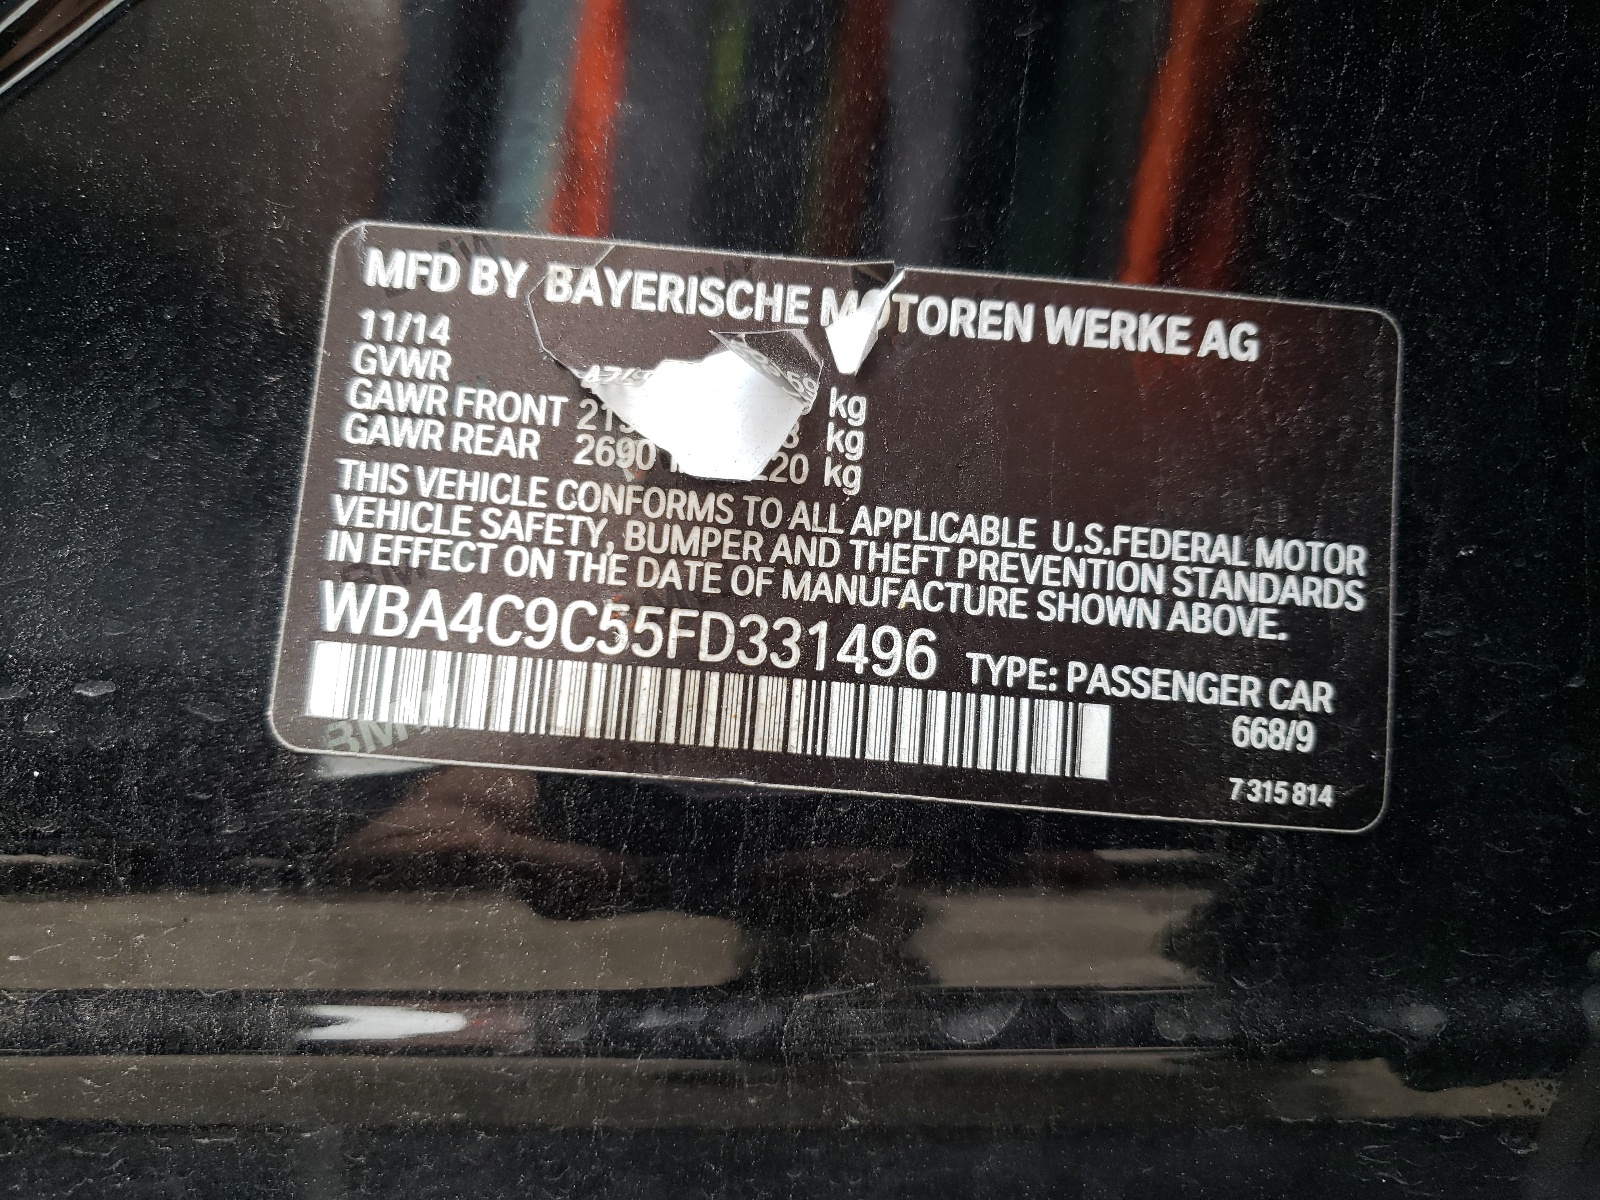 MFD BY BAYERISCHE MOTOREN WERKE AG
11/14
GVWR kg
GAWR FRONT kg
GAWR REAR 2690 kg
THIS VEHICLE CONFORMS TO ALL APPLICABLE U.S.FEDERAL MOTOR
VEHICLE SAFETY, BUMPER AND THEFT PREVENTION STANDARDS
IN EFFECT ON THE DATE OF MANUFACTURE SHOWN ABOVE.
WBA4C9C55FD331496 TYPE: PASSENGER CAR
668/9
7 315 814